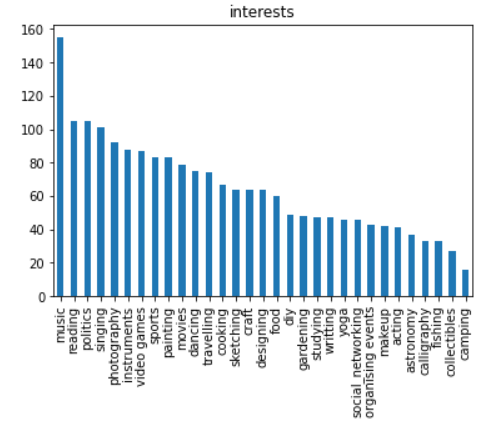 interests
160
140
120
100
80
60
40
20
0
music
reading
politics
singing
photography
instruments
video games
sports
painting
movies
dancing
travelling
cooking
sketching
craft
designing
food
diy
gardening
studying
writting
yoga
social networking
organising events
makeup
acting
astronomy
calligraphy
fishing
collectibles
camping